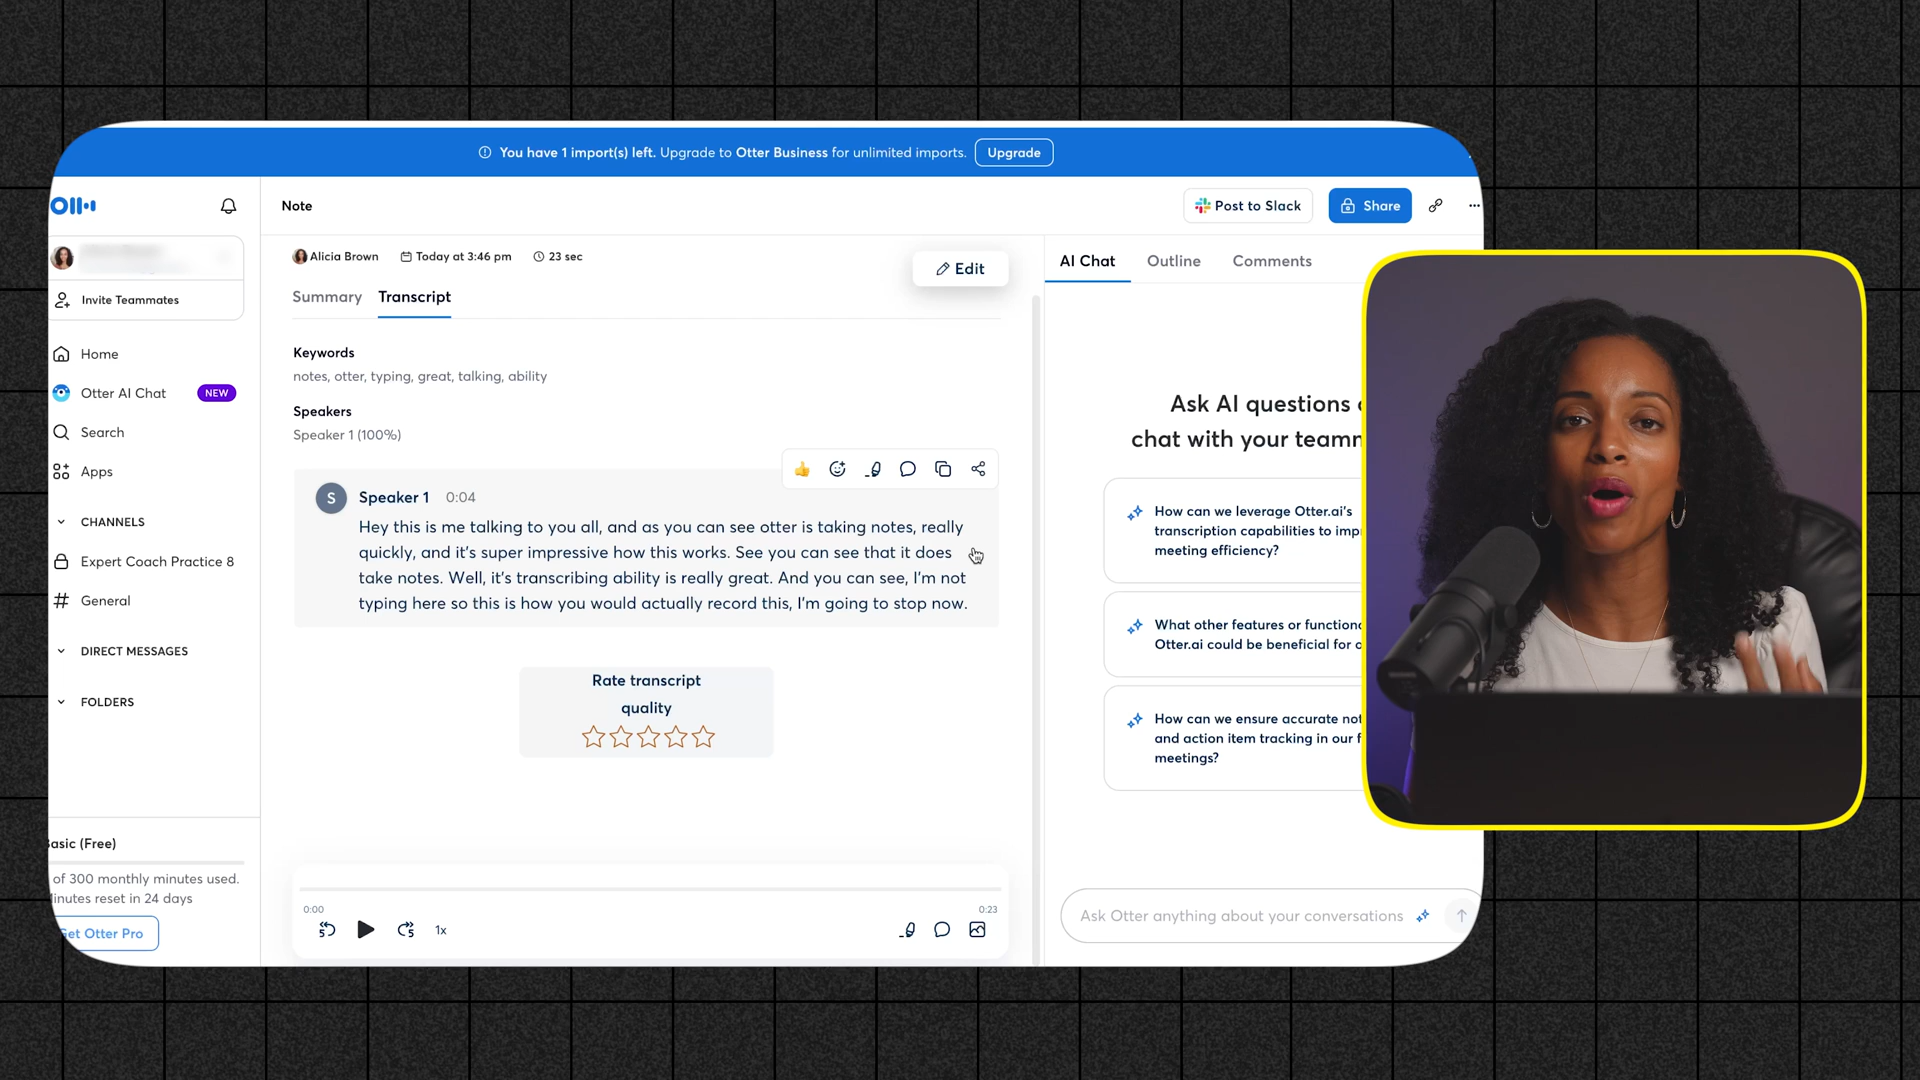 You have 1 import(s) left. Upgrade to Otter Business for unlimited imports.
Upgrade
Note
Post to Slack
Share
Alicia Brown
Today at 3:46 pm
23 sec
Edit
Summary
Transcript
AI Chat
Outline
Comments
Invite Teammates
Home
Otter AI Chat
NEW
Search
Apps
CHANNELS
Expert Coach Practice 8
General
DIRECT MESSAGES
FOLDERS
Basic (Free)
of 300 monthly minutes used.
Minutes reset in 24 days
Get Otter Pro
Keywords
notes, otter, typing, great, talking, ability
Speakers
Speaker 1 (100%)
S
Speaker 1 0:04
Hey this is me talking to you all, and as you can see otter is taking notes, really
quickly, and it's super impressive how this works. See you can see that it does
take notes. Well, it's transcribing ability is really great. And you can see, I'm not
typing here so this is how you would actually record this, I'm going to stop now.
Rate transcript
quality
0:00
0:23
5
5
1x
Ask AI questions
chat with your
How can we leverage Otter.ai's
transcription capabilities to
meeting efficiency?
What other features or
Otter.ai could be beneficial for
How can we ensure accurate
and action item tracking in our
meetings?
Ask Otter anything about your conversations